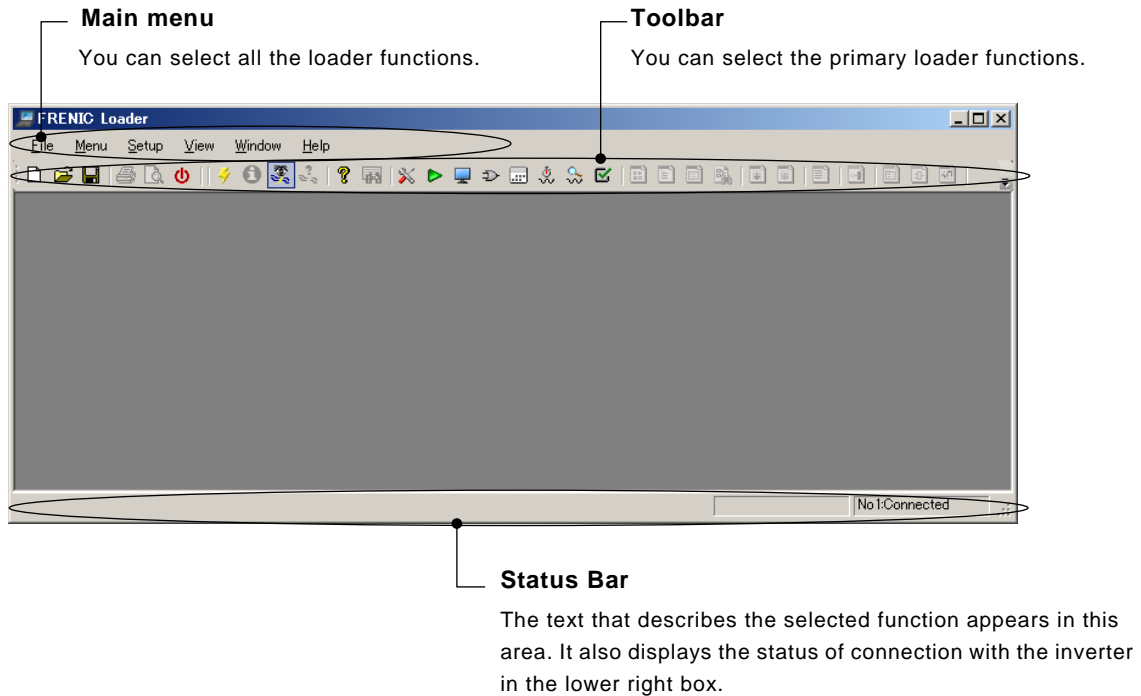 Main menu
You can select all the loader functions.
Toolbar
You can select the primary loader functions.
FRENIC Loader
File Menu Setup View Window Help
No1:Connected
Status Bar
The text that describes the selected function appears in this
area. It also displays the status of connection with the inverter
in the lower right box.